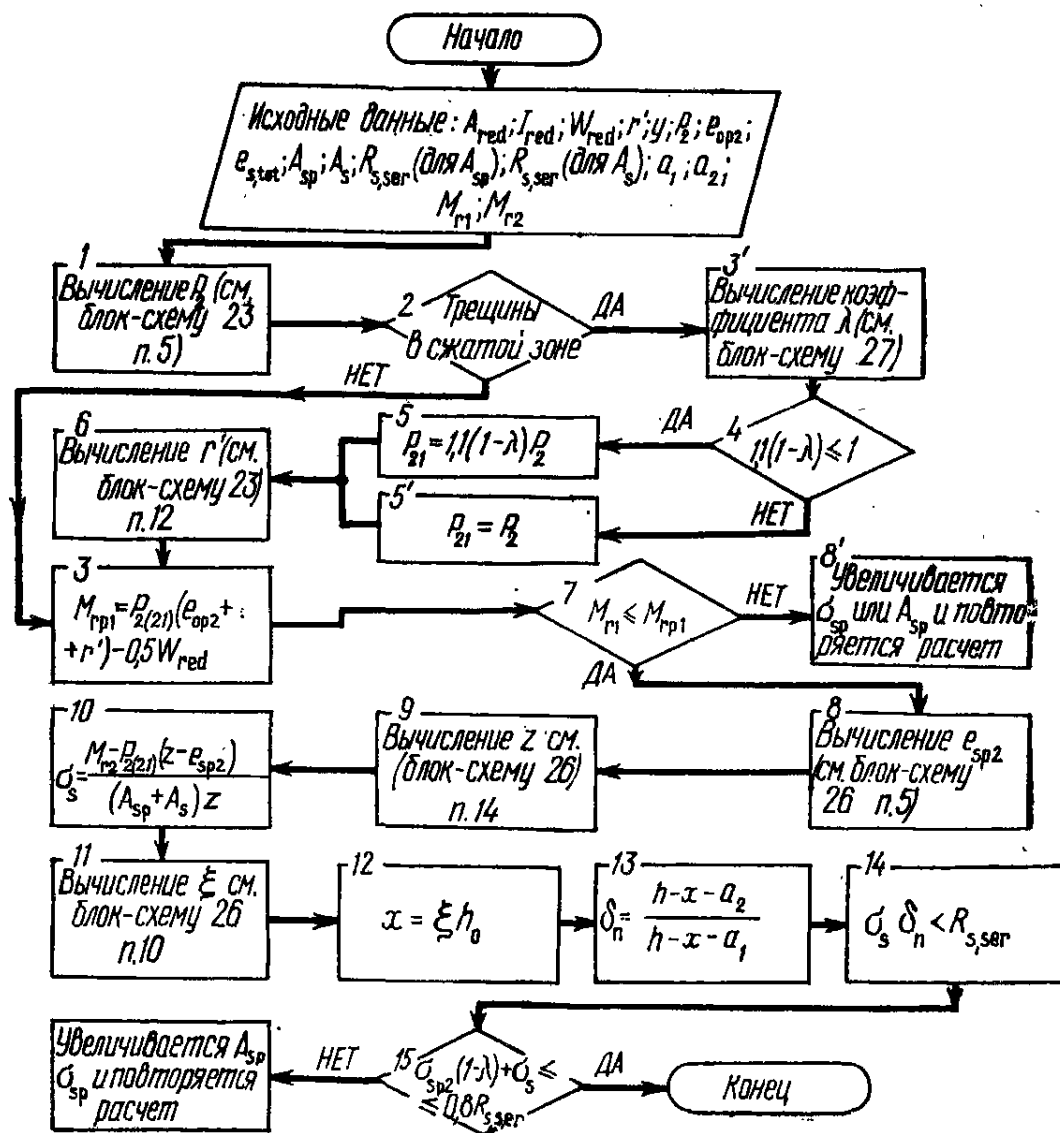 Начало
Исходные данные: A_red; I_red; W_red; r'; y; P_2; e_op2;
e_s,tot; A_sp; A_s; R_s,ser (для A_sp); R_s,ser (для A_s); a_1; a_2;
M_r1; M_r2
1
Вычисление P_2 (см.
блок-схему 23
п.5)
2
Трещины
в сжатой зоне
ДА
НЕТ
3'
Вычисление коэф-
фициента λ (см.
блок-схему 27)
4
1,1(1-λ) ≤ 1
ДА
НЕТ
5
P_21 = 1,1(1-λ)P_2
5'
P_21 = P_2
6
Вычисление r' (см.
блок-схему 23)
п.12
3
M_rp1 = P_2(21) (e_op2 +
+ r') - 0,5W_red
7
M_r1 ≤ M_rp1
НЕТ
ДА
8'
Увеличивается
σ_sp или A_sp и повто-
ряется расчет
8
Вычисление e_sp2
(см. блок-схему
26 п.5)
9
Вычисление z см.
(блок-схему 26)
п.14
10
σ_s = (M_r2 - P_2(21) (z - e_sp2)) / ((A_sp + A_s) z)
11
Вычисление ξ см.
блок-схему 26
п.10
12
x = ξ h_0
13
δ_n = (h - x - a_2) / (h - x - a_1)
14
σ_s δ_n < R_s,ser
15
σ_sp2 (1-λ) + σ_s ≤
≤ 0,8R_s,ser
НЕТ
ДА
Увеличивается A_sp
σ_sp и повторяется
расчет
Конец